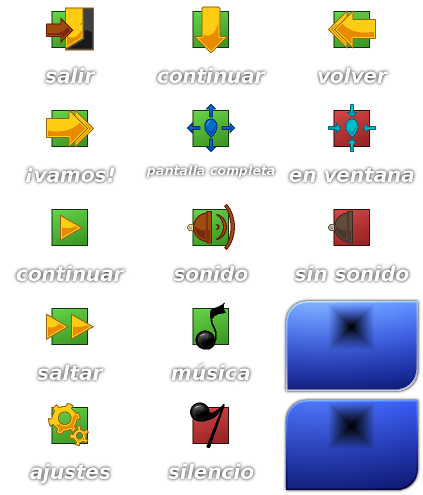 salir
continuar
volver
¡vamos!
pantalla completa
en ventana
continuar
sonido
sin sonido
saltar
música
ajustes
silencio